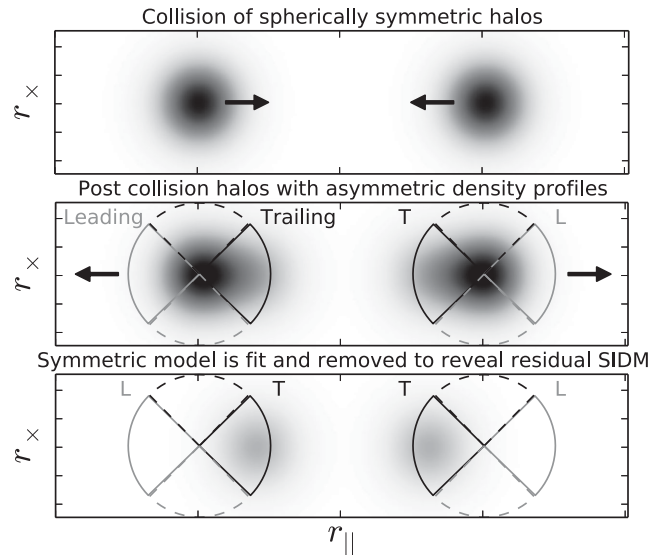 Collision of spherically symmetric halos
r×
Post collision halos with asymmetric density profiles
Leading Trailing T L
r×
Symmetric model is fit and removed to reveal residual SIDM
L T T L
r×
r||